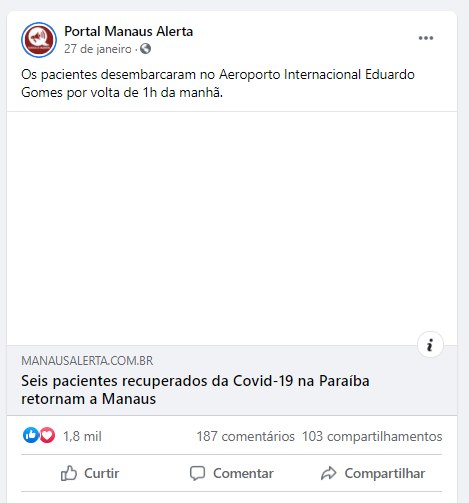 Portal Manaus Alerta
27 de janeiro ·
Os pacientes desembarcaram no Aeroporto Internacional Eduardo
Gomes por volta de 1h da manhã.
MANAUSALERTA.COM.BR
Seis pacientes recuperados da Covid-19 na Paraíba
retornam a Manaus
1,8 mil 187 comentários 103 compartilhamentos
Curtir Comentar Compartilhar